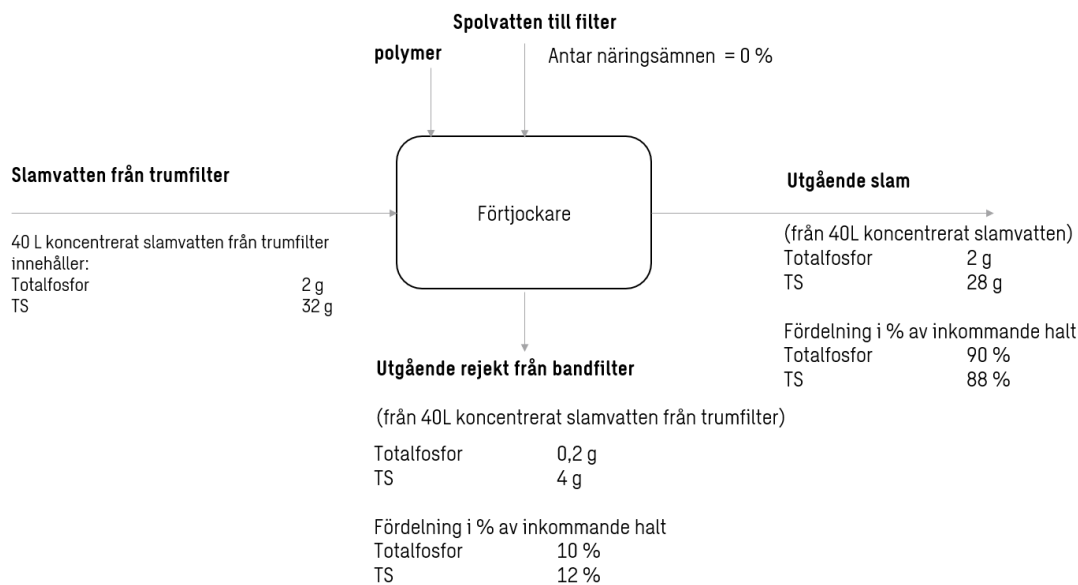 Spolvatten till filter
polymer
Antar näringsämnen = 0 %
Slamvatten från trumfilter
40 L koncentrerat slamvatten från trumfilter
innehåller:
Totalfosfor 2 g
TS 32 g
Förtjockare
Utgående slam
(från 40L koncentrerat slamvatten)
Totalfosfor 2 g
TS 28 g
Fördelning i % av inkommande halt
Totalfosfor 90 %
TS 88 %
Utgående rejekt från bandfilter
(från 40L koncentrerat slamvatten från trumfilter)
Totalfosfor 0,2 g
TS 4 g
Fördelning i % av inkommande halt
Totalfosfor 10 %
TS 12 %